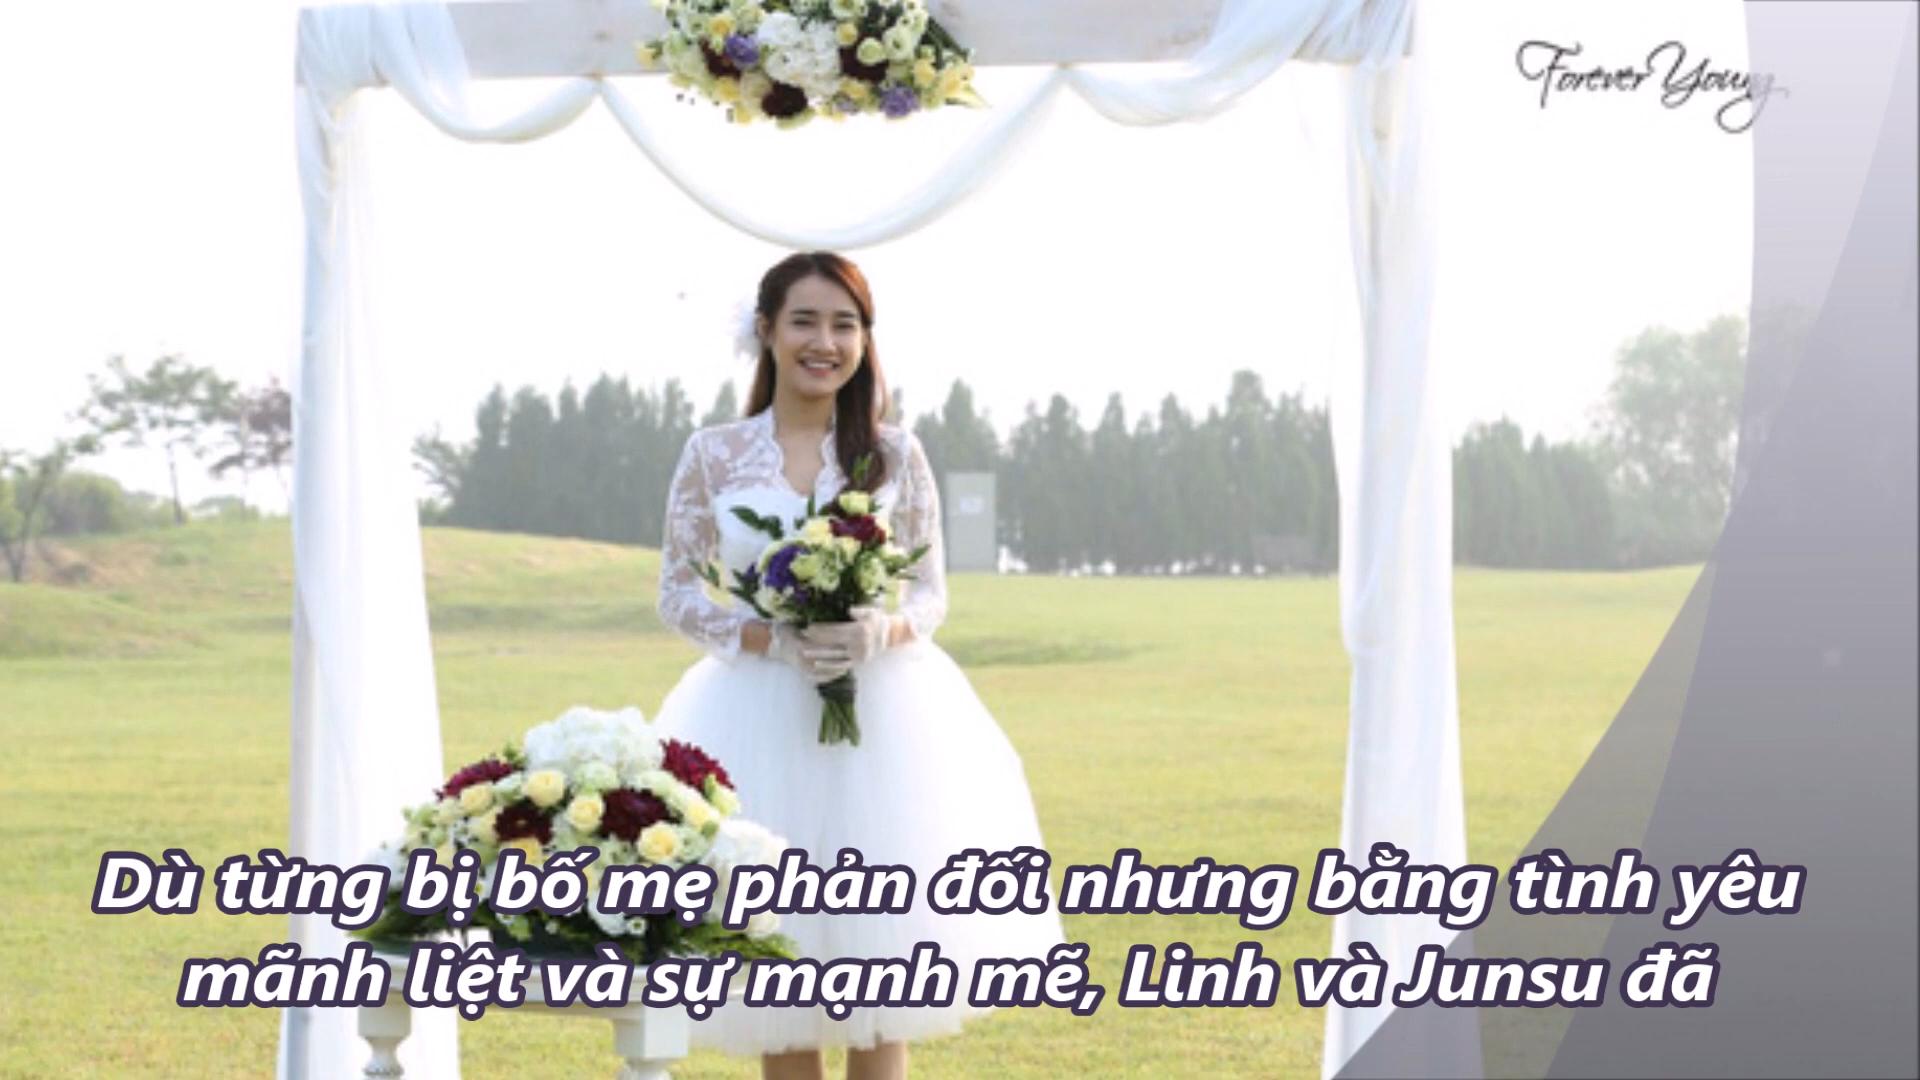 Forever Young
Dù từng bị bố mẹ phản đối nhưng bằng tình yêu
mãnh liệt và sự mạnh mẽ, Linh và Junsu đã